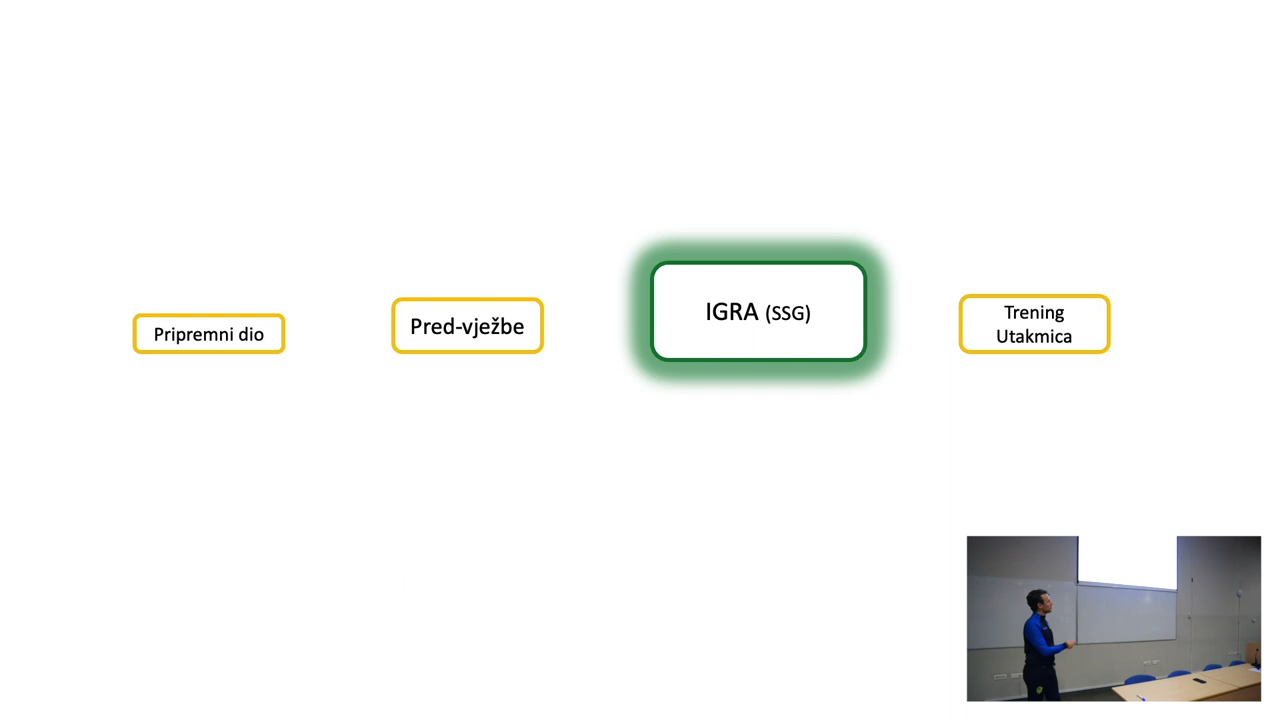 Pripremni dio
Pred-vježbe
IGRA (SSG)
Trening
Utakmica